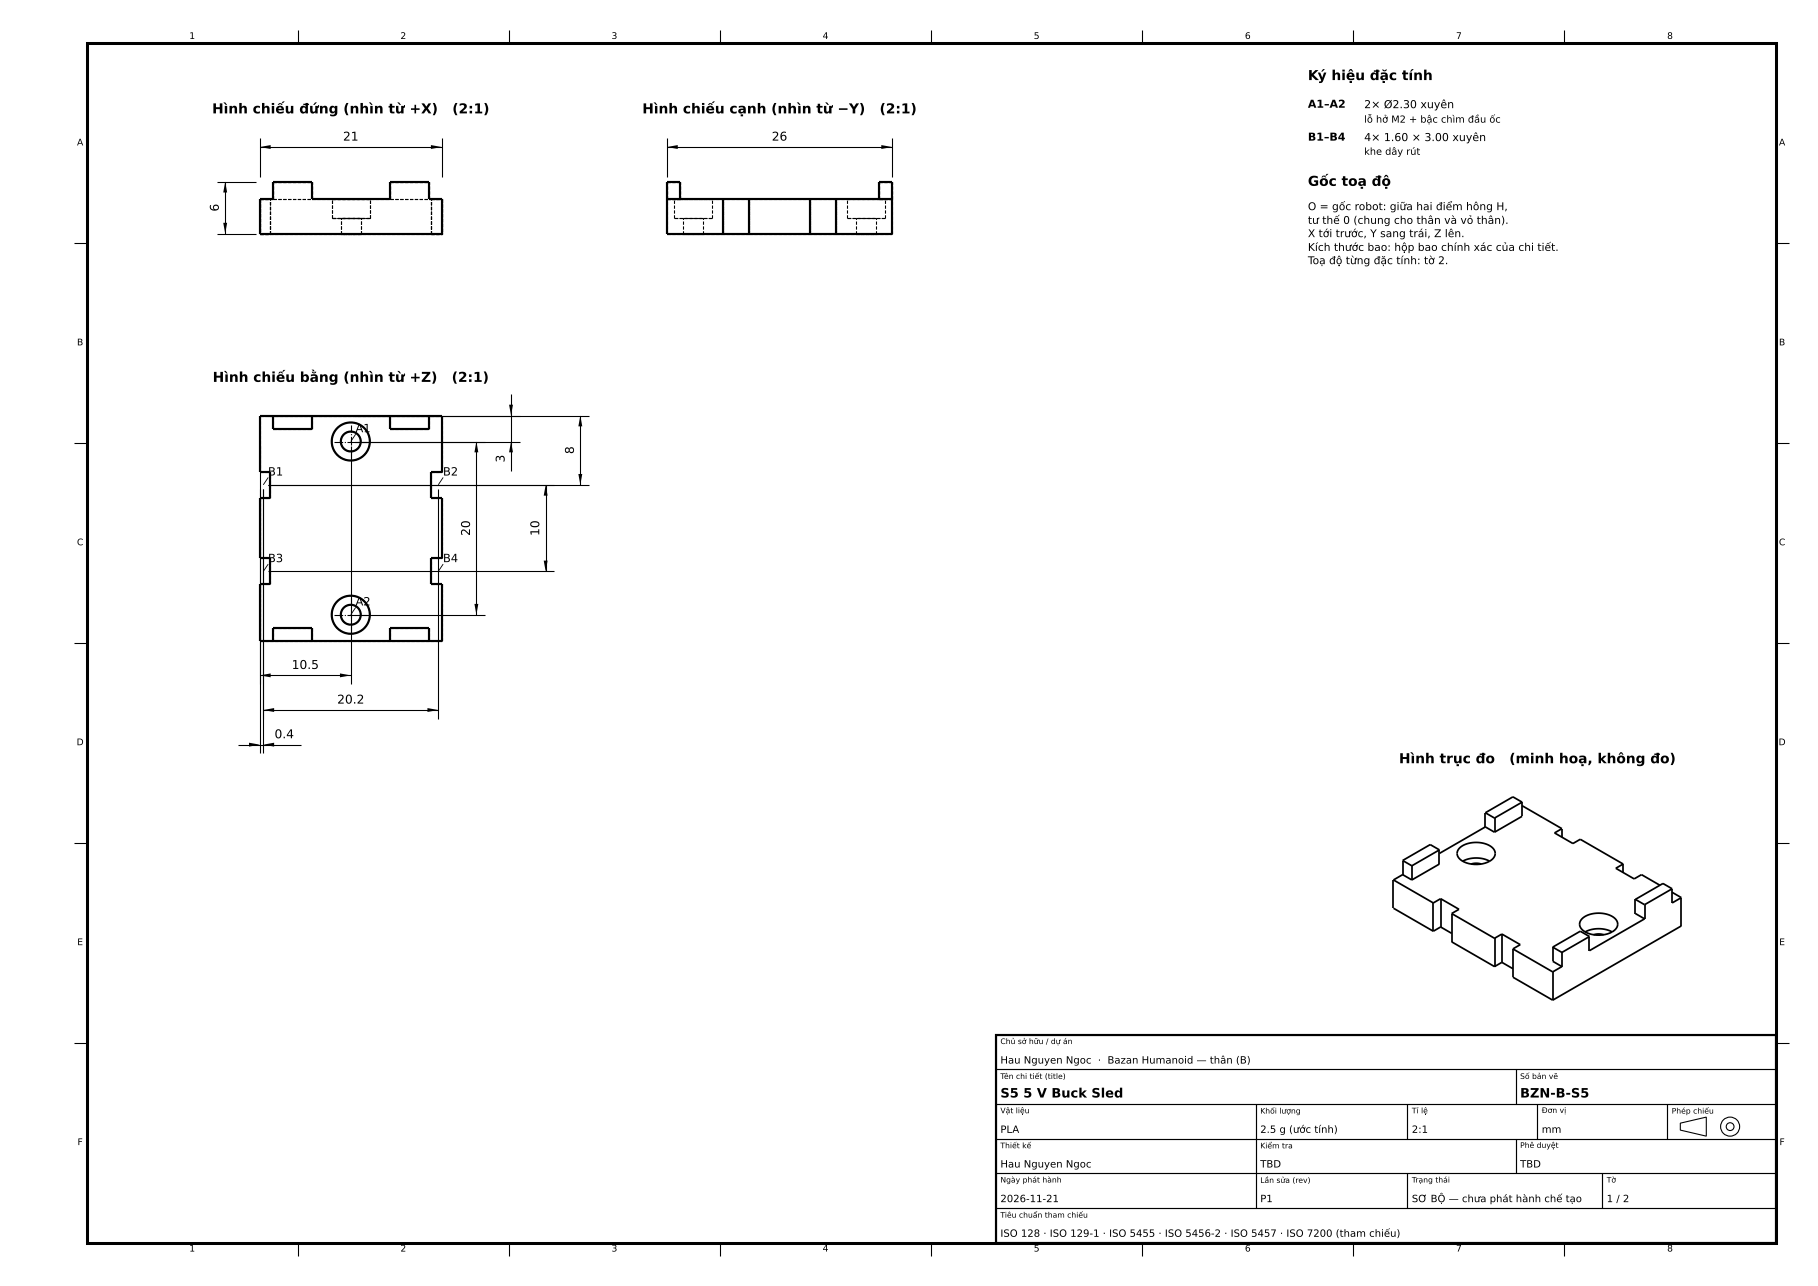 1 2 3 4 5 6 7 8
Ký hiệu đặc tính
A1–A2 2× Ø2.30 xuyên
lỗ hở M2 + bậc chìm đầu ốc
B1–B4 4× 1.60 × 3.00 xuyên
khe dây rút
Gốc toạ độ
O = gốc robot: giữa hai điểm hông H,
tư thế 0 (chung cho thân và vỏ thân).
X tới trước, Y sang trái, Z lên.
Kích thước bao: hộp bao chính xác của chi tiết.
Toạ độ từng đặc tính: tờ 2.
Hình chiếu đứng (nhìn từ +X) (2:1)
21
6
Hình chiếu cạnh (nhìn từ −Y) (2:1)
26
A A
B B
C C
D D
E E
F F
Hình chiếu bằng (nhìn từ +Z) (2:1)
A1
B1 B2
B3 B4
A2
3
8
20
10
10.5
20.2
0.4
Hình trục đo (minh hoạ, không đo)
Chủ sở hữu / dự án
Hau Nguyen Ngoc · Bazan Humanoid — thân (B)
Tên chi tiết (title) Số bản vẽ
S5 5 V Buck Sled BZN-B-S5
Vật liệu Khối lượng Tỉ lệ Đơn vị Phép chiếu
PLA 2.5 g (ước tính) 2:1 mm
Thiết kế Kiểm tra Phê duyệt
Hau Nguyen Ngoc TBD TBD
Ngày phát hành Lần sửa (rev) Trạng thái Tờ
2026-11-21 P1 SƠ BỘ — chưa phát hành chế tạo 1 / 2
Tiêu chuẩn tham chiếu
ISO 128 · ISO 129-1 · ISO 5455 · ISO 5456-2 · ISO 5457 · ISO 7200 (tham chiếu)
1 2 3 4 5 6 7 8